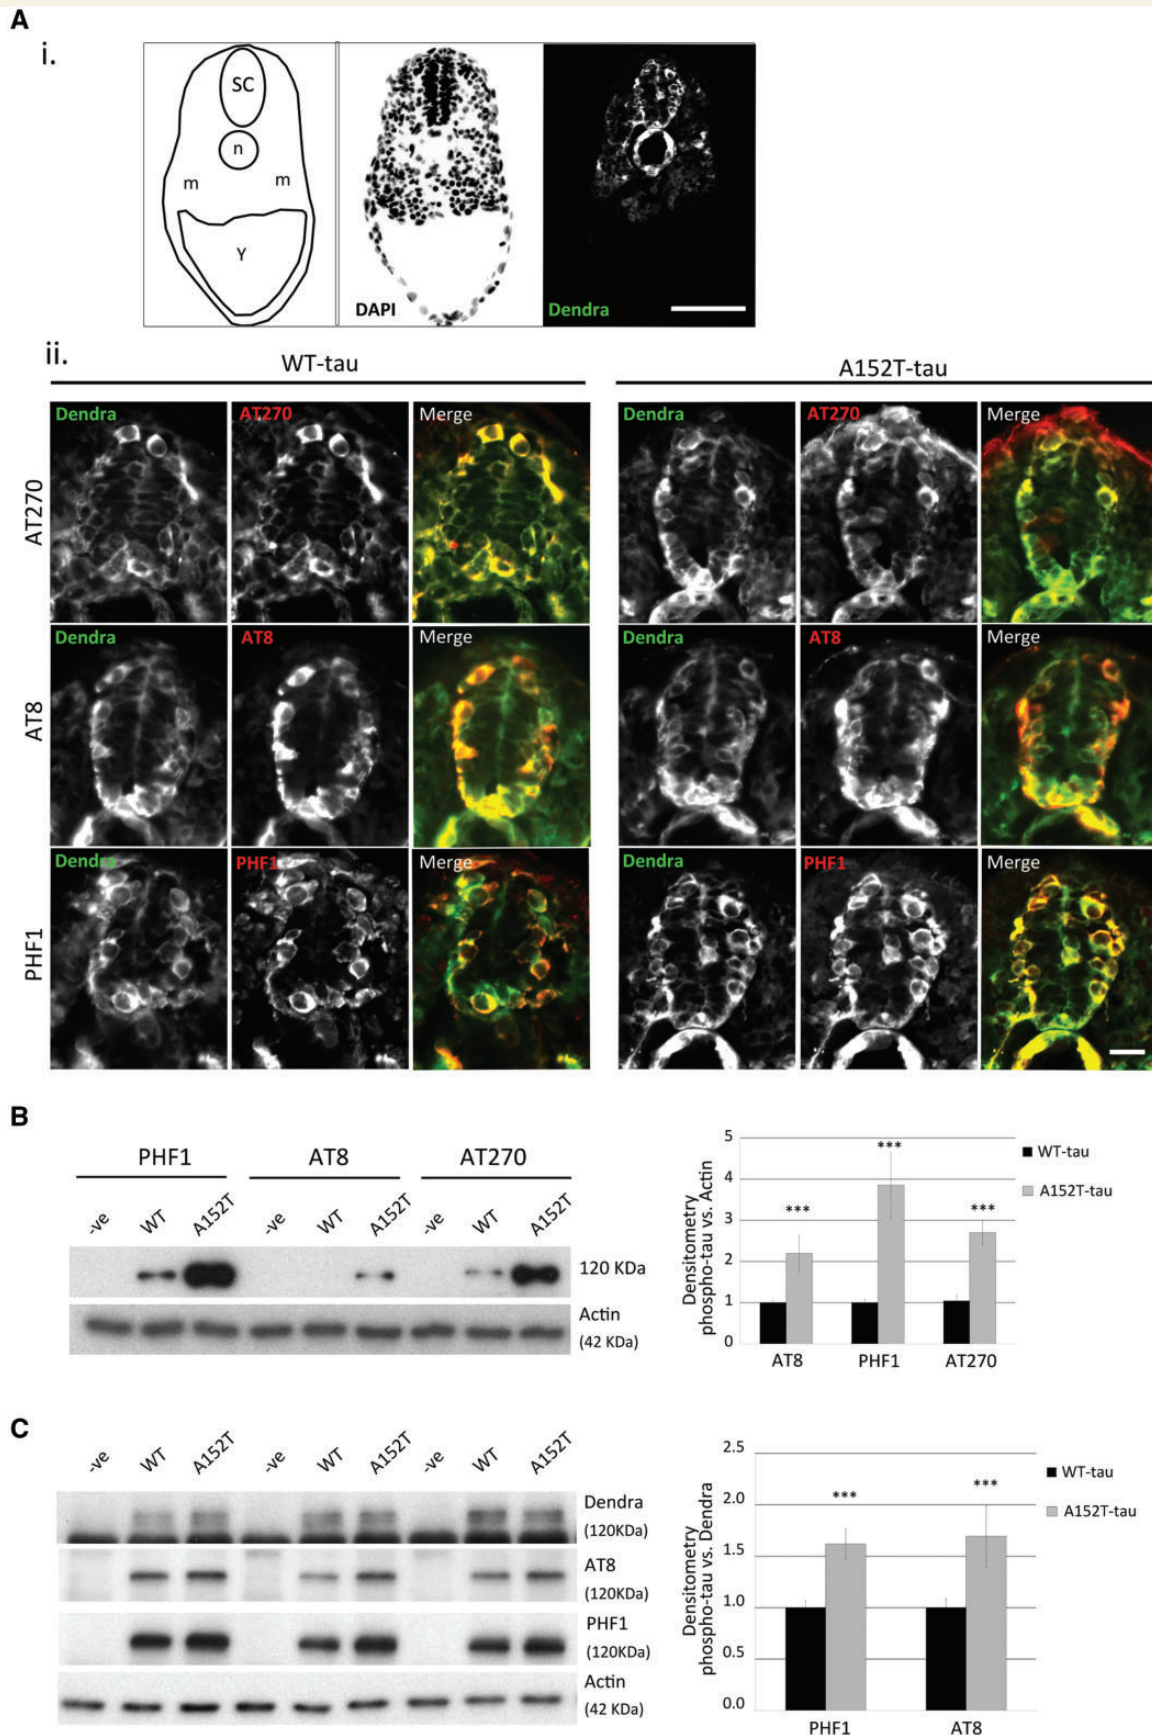 A
i.
SC
n
m m
Y
DAPI
Dendra
ii.
WT-tau
A152T-tau
AT270
Dendra AT270 Merge Dendra AT270 Merge
AT8
Dendra AT8 Merge Dendra AT8 Merge
PHF1
Dendra PHF1 Merge Dendra PHF1 Merge
B
PHF1 AT8 AT270
-ve WT A152T -ve WT A152T -ve WT A152T
120 KDa
Actin
(42 KDa)
Densitometry
phospho-tau vs. Actin
5
4
3
2
1
0
*** *** ***
AT8 PHF1 AT270
WT-tau
A152T-tau
C
-ve WT A152T -ve WT A152T -ve WT A152T
Dendra
(120KDa)
AT8
(120KDa)
PHF1
(120KDa)
Actin
(42 KDa)
Densitometry
phospho-tau vs. Dendra
2.5
2.0
1.5
1.0
0.5
0.0
*** ***
PHF1 AT8
WT-tau
A152T-tau